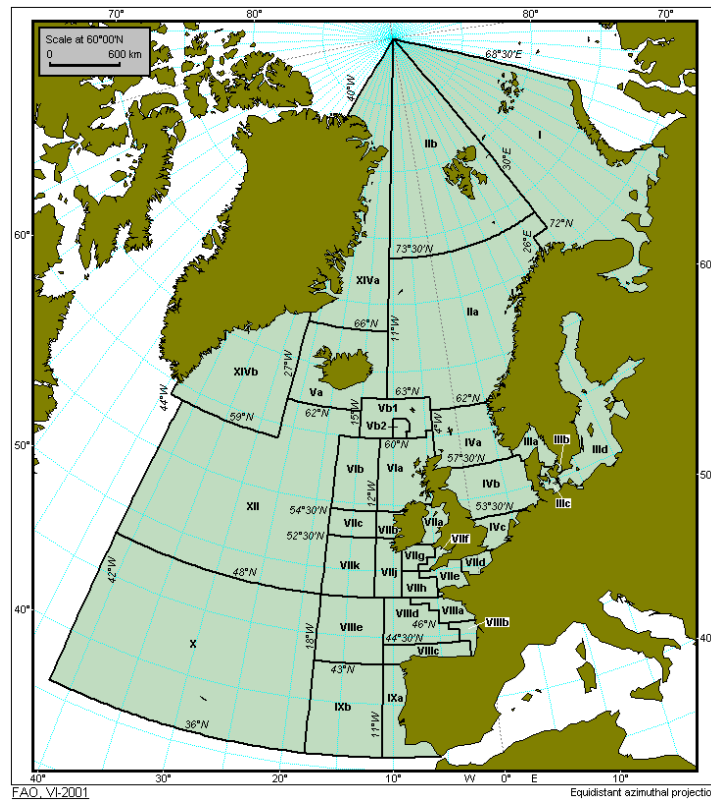 70°
80°
80°
70°
Scale at 60°00'N
0 600 km
68°30'E
40°W
I
IIb
30°E
72°N
26°E
60°
73°30'N
60°
XIVa
IIa
66°N
11°W
27°W
XIVb
Va
63°N
44°W
15°W
Vb1
62°N
62°N
4°W
59°N
Vb2
50°
60°N
IVa
IIIa
IIIb
IIId
57°30'N
50°
VIb
VIa
IVb
12°W
IIIc
XII
54°30'N
53°30'N
VIIc
VIIb
VIIa
IVc
52°30'N
VIIf
VIIg
VIId
42°W
48°N
VIIk
VIIj
VIIe
VIIh
40°
VIIId
VIIIa
46°N
VIIIe
VIIIb
18°W
44°30'N
40°
X
VIIIc
43°N
IXa
IXb
36°N
11°W
40°
30°
20°
10°
W
0°
E
10°
FAO, VI-2001
Equidistant azimuthal projectio